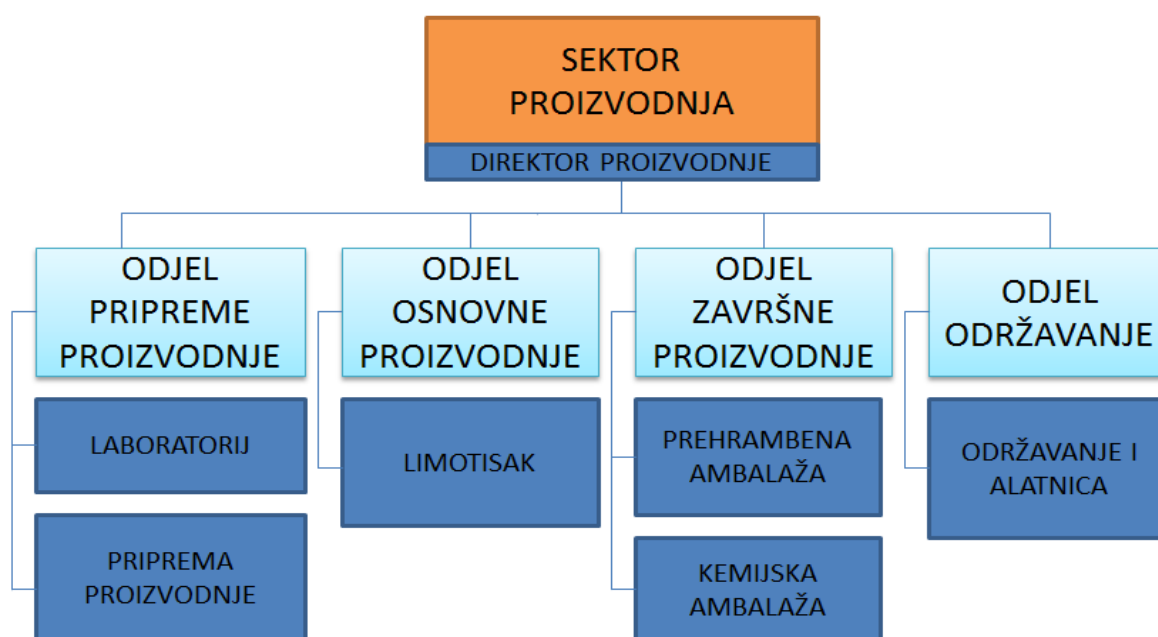 SEKTOR
PROIZVODNJA
DIREKTOR PROIZVODNJE
ODJEL
PRIPREME
PROIZVODNJE
LABORATORIJ
PRIPREMA
PROIZVODNJE
ODJEL
OSNOVNE
PROIZVODNJE
LIMOTISAK
ODJEL
ZAVRŠNE
PROIZVODNJE
PREHRAMBENA
AMBALAŽA
KEMIJSKA
AMBALAŽA
ODJEL
ODRŽAVANJE
ODRŽAVANJE I
ALATNICA